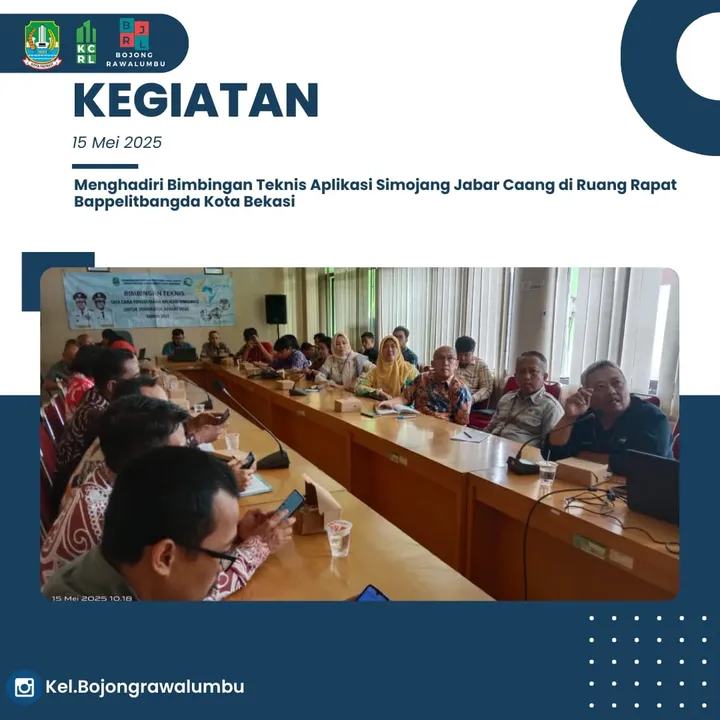 KCRL
BRJL
BOJONG
RAWALUMBU
KEGIATAN
15 Mei 2025
Menghadiri Bimbingan Teknis Aplikasi Simojang Jabar Caang di Ruang Rapat
Bappelitbangda Kota Bekasi
BIMBINGAN TEKNIS
15 Mei 2025 10.18
Kel.Bojongrawalumbu